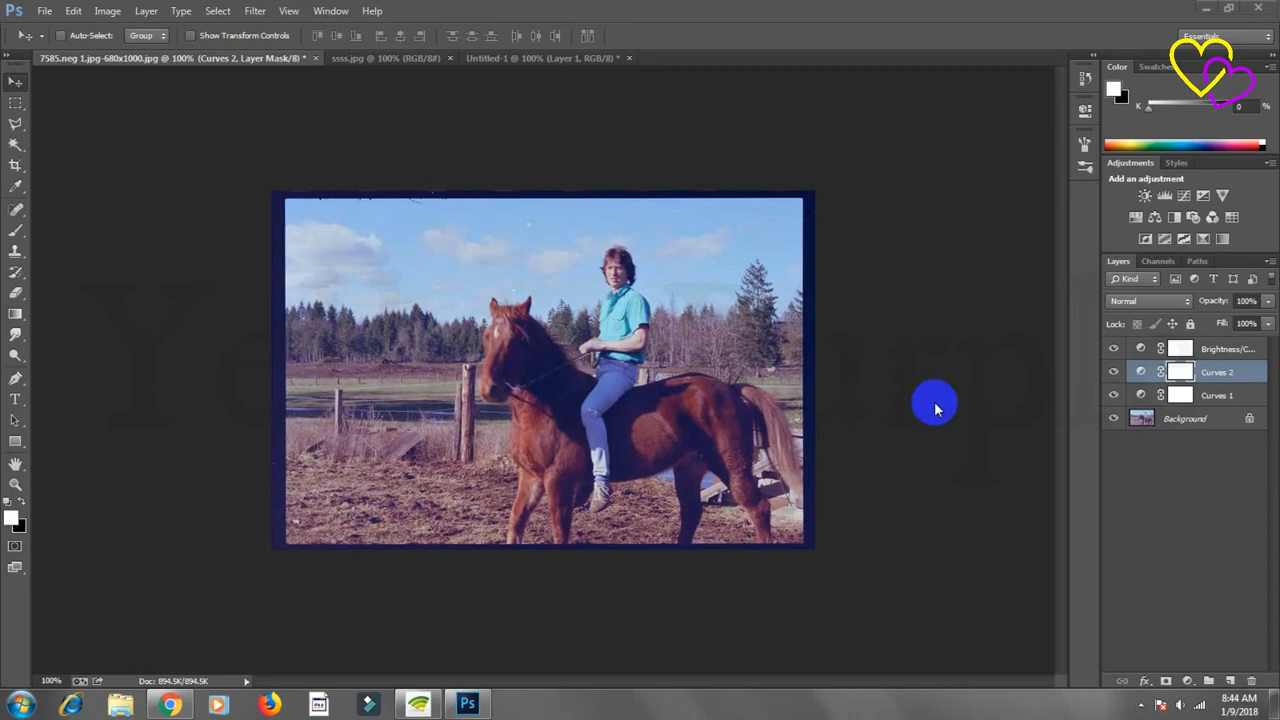 Ps File Edit Image Layer Type Select Filter View Window Help
Auto-Select: Group Show Transform Controls Essentials
7585.neg 1.jpg-680x1000.jpg @ 100% (Curves 2, Layer Mask/8) * × ssss.jpg @ 100% (RGB/8#) × Untitled-1 @ 100% (Layer 1, RGB/8) * ×
Color Swatches
K 0 %
Adjustments Styles
Add an adjustment
Layers Channels Paths
Kind
Normal Opacity: 100%
Lock: Fill: 100%
Brightness/C...
Curves 2
Curves 1
Background
100% Doc: 894.5K/894.5K
Ps
8:44 AM
1/9/2018